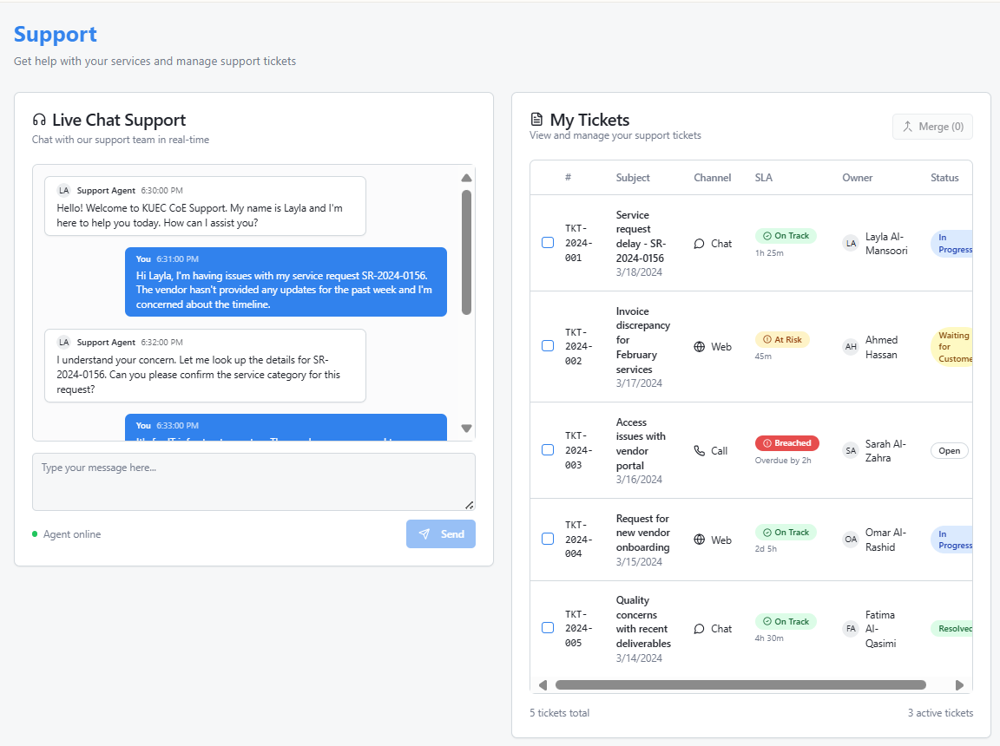 Support
Get help with your services and manage support tickets
Live Chat Support
Chat with our support team in real-time
LA Support Agent 6:30:00 PM
Hello! Welcome to KUEC CoE Support. My name is Layla and I'm
here to help you today. How can I assist you?
You 6:31:00 PM
Hi Layla, I'm having issues with my service request SR-2024-0156.
The vendor hasn't provided any updates for the past week and I'm
concerned about the timeline.
LA Support Agent 6:32:00 PM
I understand your concern. Let me look up the details for SR-
2024-0156. Can you please confirm the service category for this
request?
You 6:33:00 PM
Type your message here...
Agent online
Send
My Tickets
View and manage your support tickets
Merge (0)
# Subject Channel SLA Owner Status
TKT-
2024-
001
Service
request
delay - SR-
2024-0156
3/18/2024
Chat
On Track
1h 25m
LA
Layla Al-
Mansoori
In
Progress
TKT-
2024-
002
Invoice
discrepancy
for
February
services
3/17/2024
Web
At Risk
45m
AH
Ahmed
Hassan
Waiting
for
Custome
TKT-
2024-
003
Access
issues with
vendor
portal
3/16/2024
Call
Breached
Overdue by 2h
SA
Sarah Al-
Zahra
Open
TKT-
2024-
004
Request for
new vendor
onboarding
3/15/2024
Web
On Track
2d 5h
OA
Omar Al-
Rashid
In
Progress
TKT-
2024-
005
Quality
concerns
with recent
deliverables
3/14/2024
Chat
On Track
4h 30m
FA
Fatima
Al-
Qasimi
Resolved
5 tickets total
3 active tickets